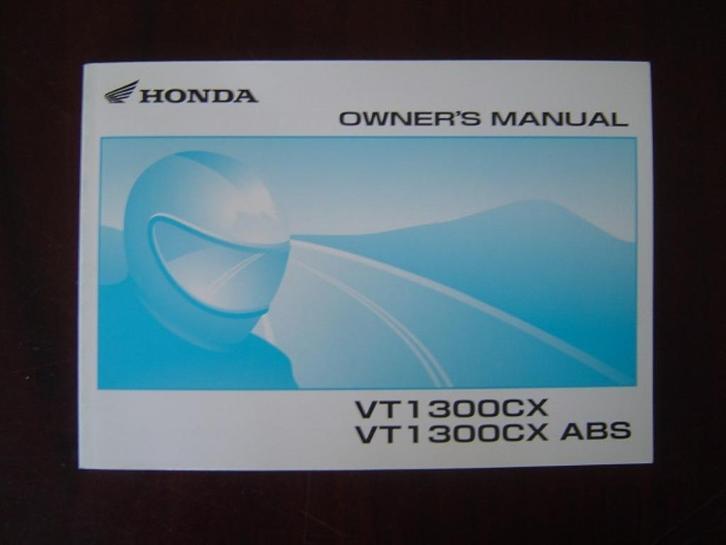 HONDA
OWNER'S MANUAL
VT1300CX
VT1300CX ABS